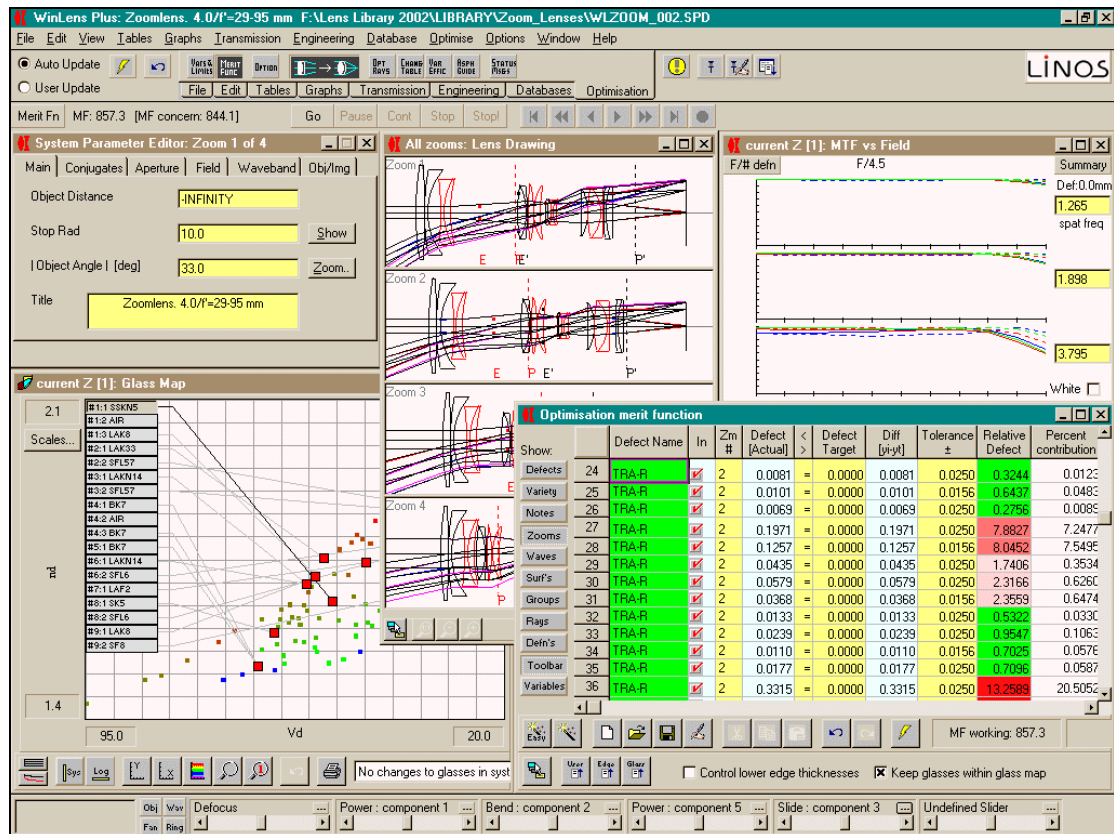 WinLens Plus: Zoomlens. 4.0/f'=29-95 mm F:\Lens Library 2002\LIBRARY\Zoom_Lenses\WLZOOM_002.SPD
File Edit View Tables Graphs Transmission Engineering Database Optimise Options Window Help
Auto Update
User Update
Vars& Limits Merit Func Option Opt Rays Chang Table Var Effic Asph Guide Status Msgs
File Edit Tables Graphs Transmission Engineering Databases Optimisation
LINOS
Merit Fn MF: 857.3 [MF concern: 844.1] Go Pause Cont Stop Stop!
System Parameter Editor: Zoom 1 of 4
Main Conjugates Aperture Field Waveband Obj/Img
Object Distance -INFINITY
Stop Rad 10.0 Show
| Object Angle | [deg] 33.0 Zoom..
Title Zoomlens. 4.0/f'=29-95 mm
All zooms: Lens Drawing
Zoom 1
E E' P'
Zoom 2
E P E' P'
Zoom 3
Zoom 4
P
current Z [1]: MTF vs Field
F/# defn F/4.5 Summary
Def:0.0mm
1.265
spat freq
1.898
3.795
White
current Z [1]: Glass Map
2.1
Scales...
nd
1.4
#1:1 SSKN5
#1:2 AIR
#1:3 LAK8
#2:1 LAK33
#2:2 SFL57
#3:1 LAKN14
#3:2 SFL57
#4:1 BK7
#4:2 AIR
#4:3 BK7
#5:1 BK7
#6:1 LAKN14
#6:2 SFL6
#7:1 LAF2
#8:1 SK5
#8:2 SFL6
#9:1 LAK8
#9:2 SF8
95.0 Vd 20.0
Sys Log Y X No changes to glasses in syst
Optimisation merit function
Show:
Defects
Variety
Notes
Zooms
Waves
Surf's
Groups
Rays
Defn's
Toolbar
Variables
Defect Name In Zm # Defect [Actual] < > Defect Target Diff [yi-yt] Tolerance ± Relative Defect Percent contribution
24 TRA-R 2 0.0081 = 0.0000 0.0081 0.0250 0.3244 0.0123
25 TRA-R 2 0.0101 = 0.0000 0.0101 0.0156 0.6437 0.0483
26 TRA-R 2 0.0069 = 0.0000 0.0069 0.0250 0.2756 0.0089
27 TRA-R 2 0.1971 = 0.0000 0.1971 0.0250 7.8827 7.2477
28 TRA-R 2 0.1257 = 0.0000 0.1257 0.0156 8.0452 7.5495
29 TRA-R 2 0.0435 = 0.0000 0.0435 0.0250 1.7406 0.3534
30 TRA-R 2 0.0579 = 0.0000 0.0579 0.0250 2.3166 0.6260
31 TRA-R 2 0.0368 = 0.0000 0.0368 0.0156 2.3559 0.6474
32 TRA-R 2 0.0133 = 0.0000 0.0133 0.0250 0.5322 0.0330
33 TRA-R 2 0.0239 = 0.0000 0.0239 0.0250 0.9547 0.1063
34 TRA-R 2 0.0110 = 0.0000 0.0110 0.0156 0.7025 0.0576
35 TRA-R 2 0.0177 = 0.0000 0.0177 0.0250 0.7096 0.0587
36 TRA-R 2 0.3315 = 0.0000 0.3315 0.0250 13.2589 20.5052
Easy MF working: 857.3
User Edge Glass Control lower edge thicknesses Keep glasses within glass map
Obj Wav Defocus ... Power : component 1 ... Bend : component 2 ... Power : component 5 ... Slide : component 3 ... Undefined Slider ...
Fan Ring